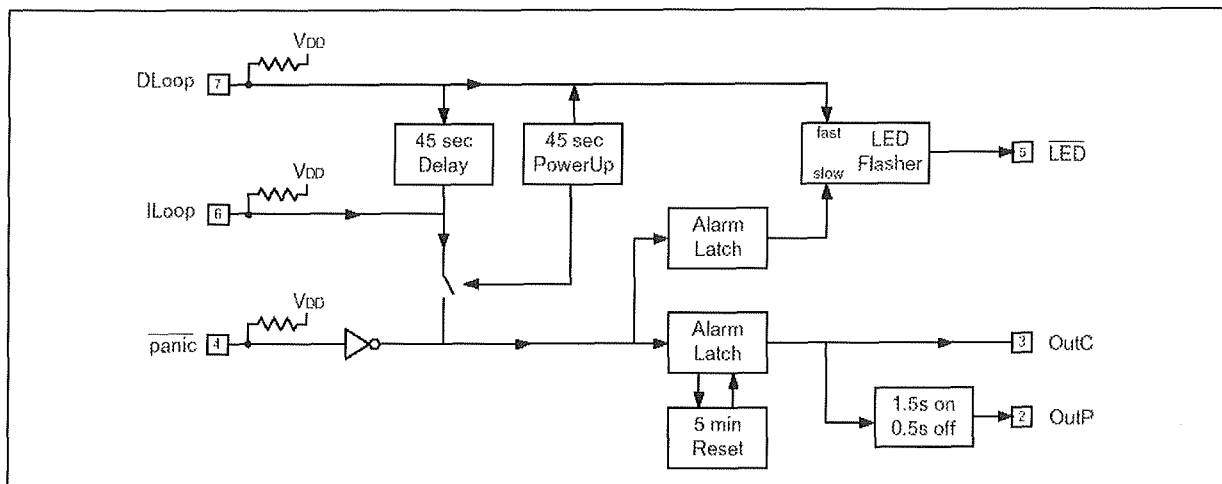 VDD
DLoop 7
45 sec
Delay
45 sec
PowerUp
fast
slow
LED
Flasher
5 LED
VDD
ILoop 6
Alarm
Latch
VDD
panic 4
Alarm
Latch
3 OutC
5 min
Reset
1.5s on
0.5s off
2 OutP